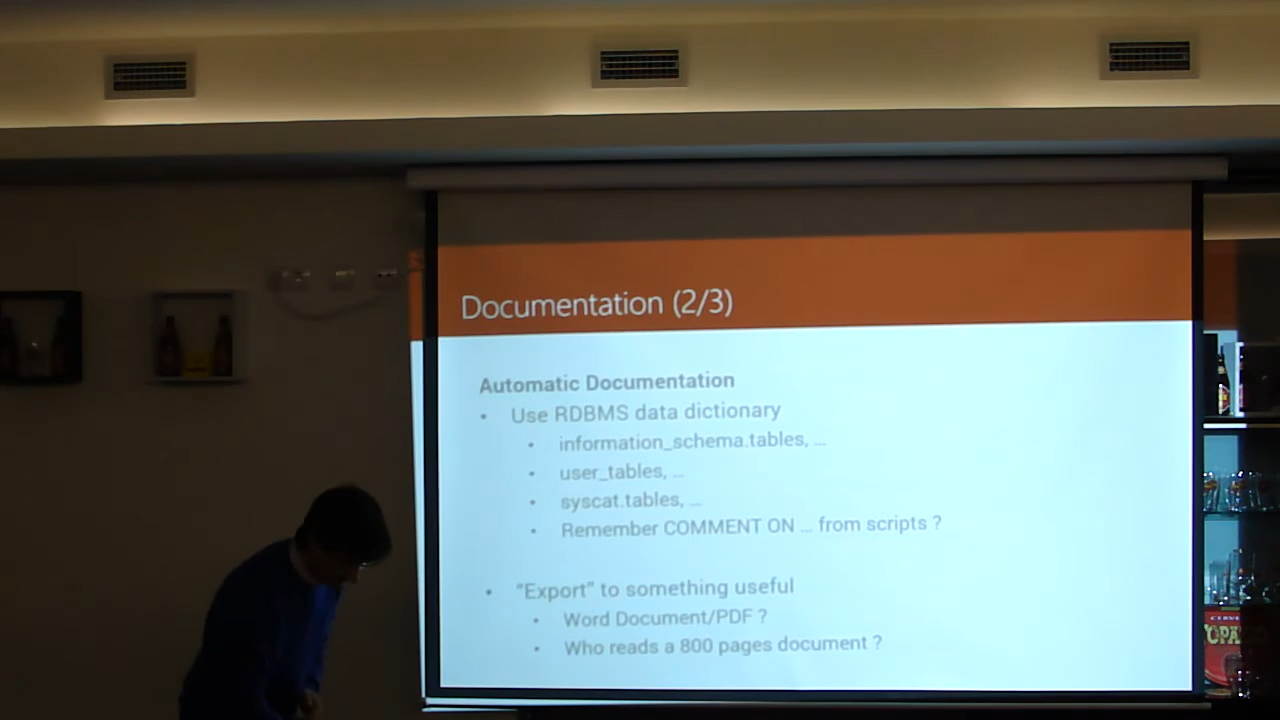 Documentation (2/3)
Automatic Documentation
• Use RDBMS data dictionary
• information_schema.tables, ...
• user_tables, ...
• syscat.tables, ...
• Remember COMMENT ON ... from scripts ?
• "Export" to something useful
• Word Document/PDF ?
• Who reads a 800 pages document ?